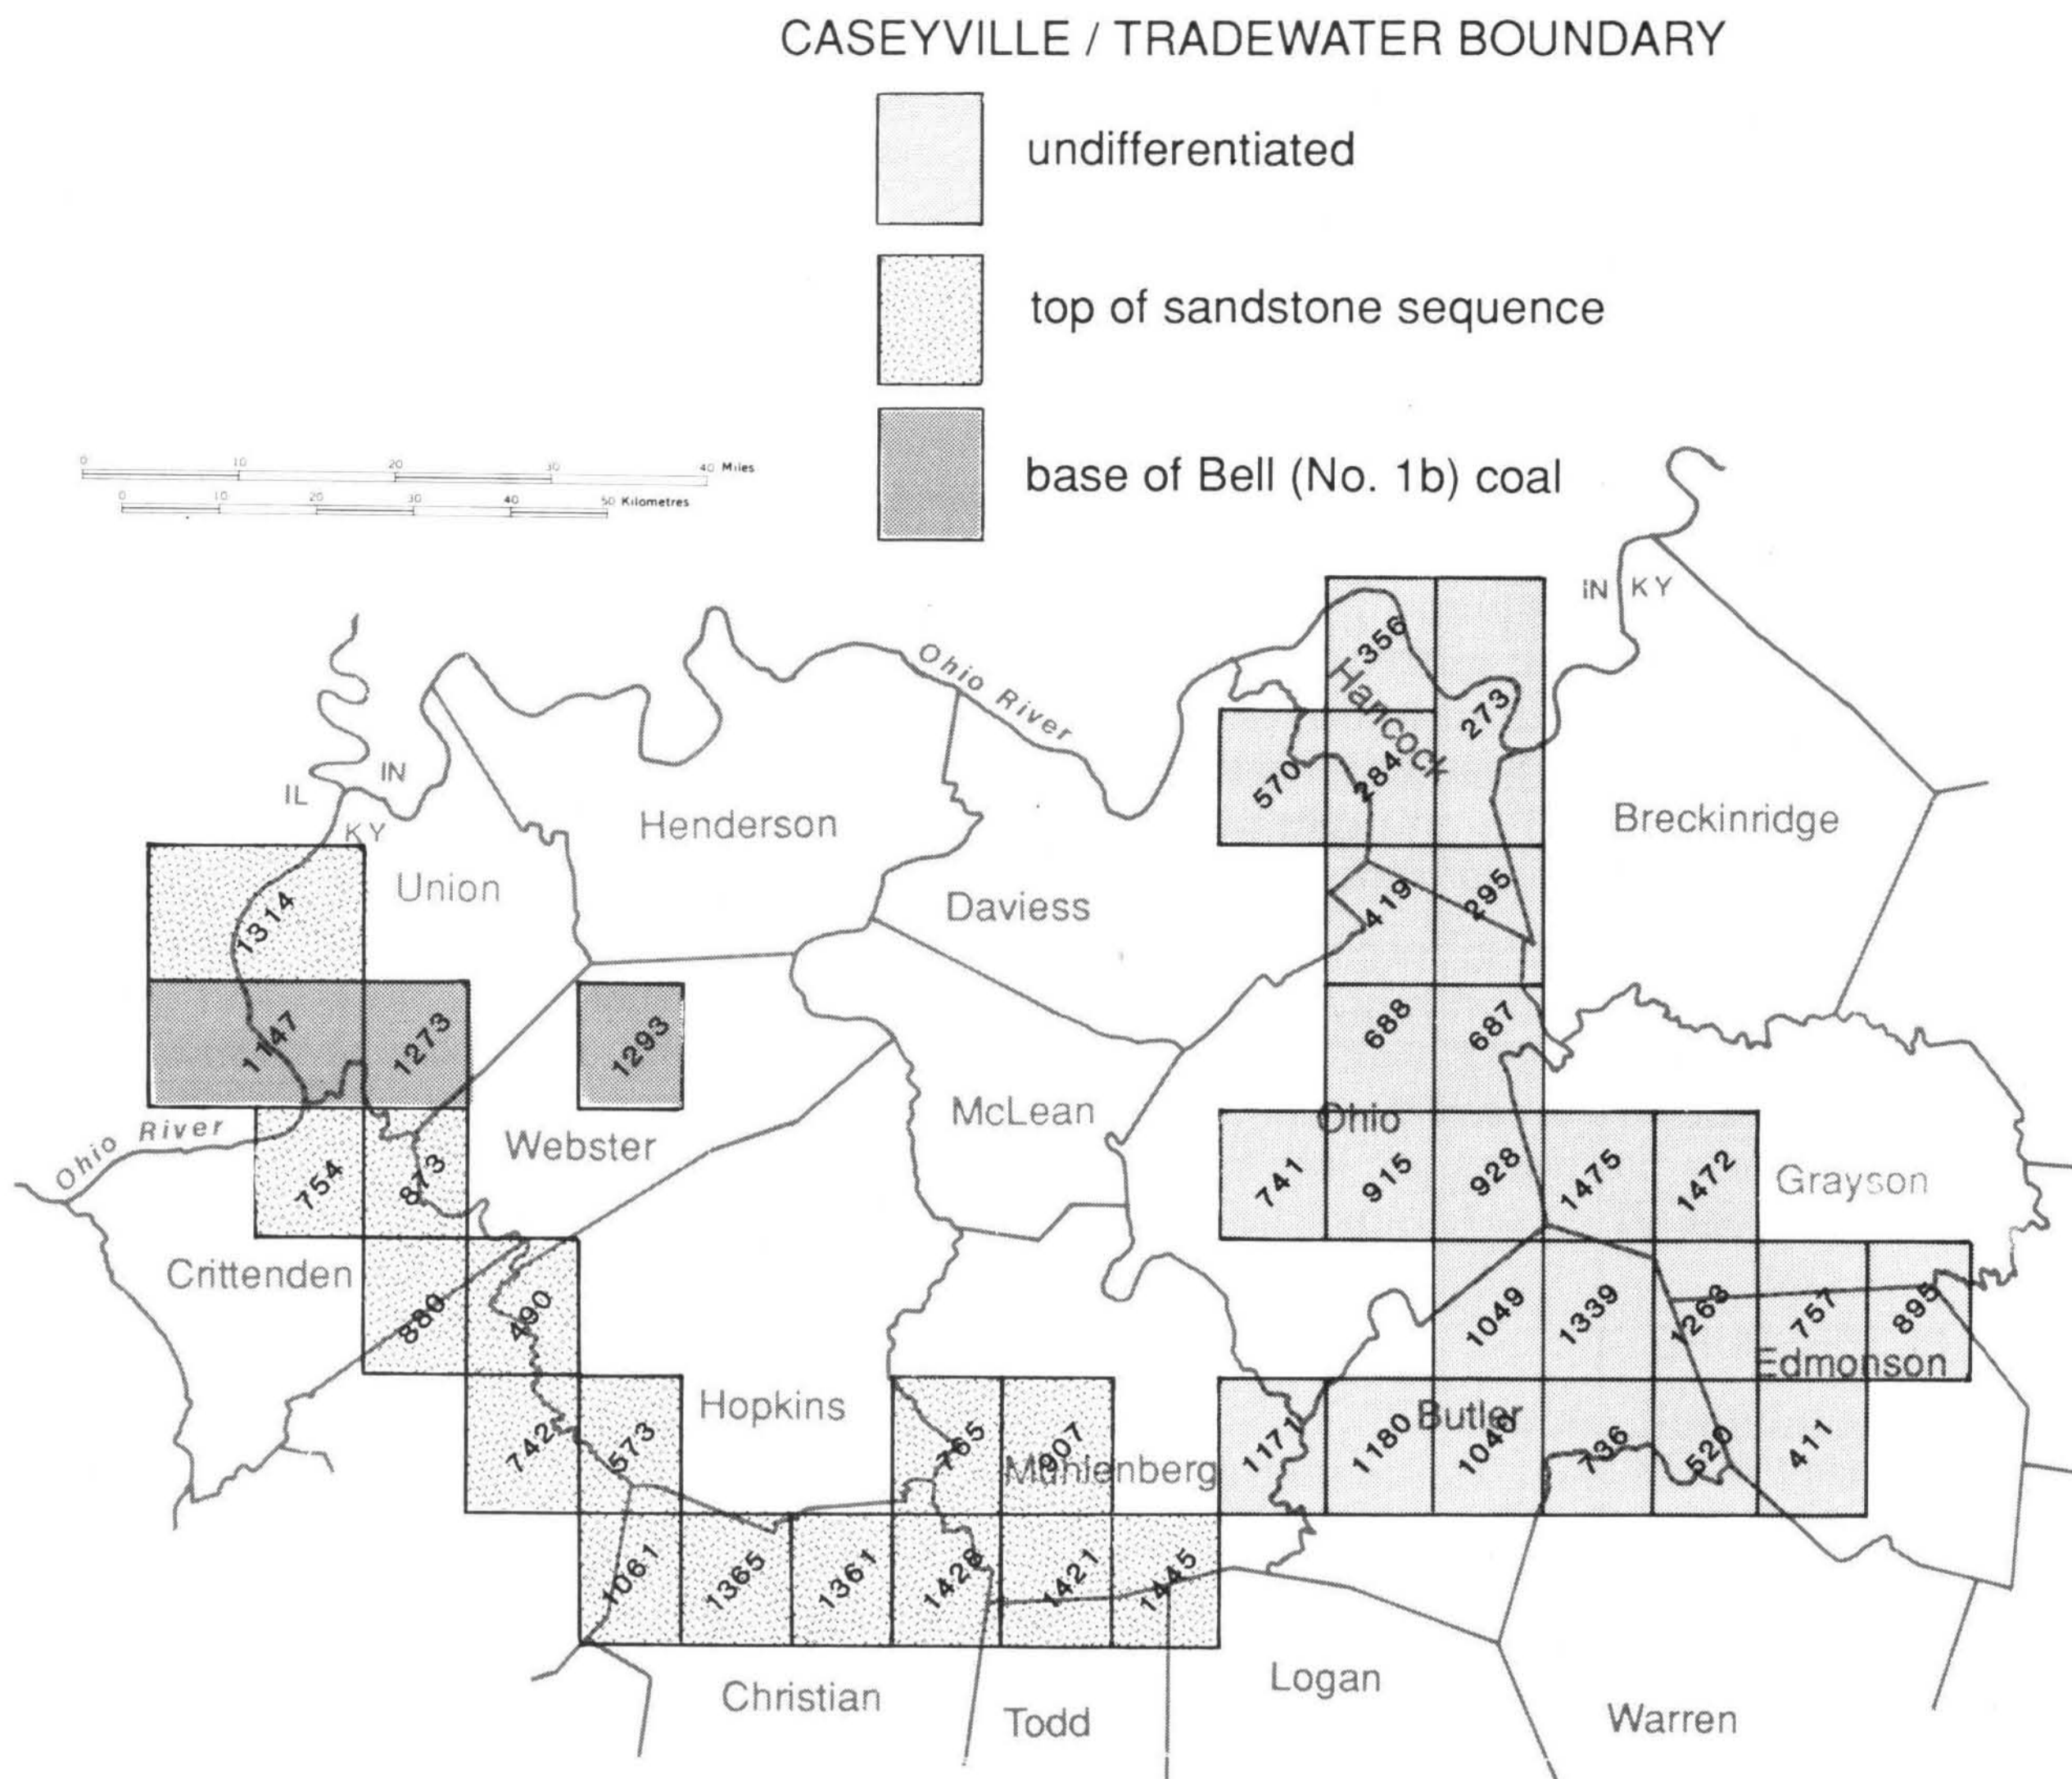 CASEYVILLE / TRADEWATER BOUNDARY
undifferentiated
top of sandstone sequence
base of Bell (No. 1b) coal
0 10 20 30 40 Miles
0 10 20 30 40 50 Kilometres
IN KY
356
Hancock
273
Ohio River
570
284
IN
IL
KY
Henderson
Breckinridge
Union
Daviess
1314
419
295
1147
1273
1293
688
687
McLean
Ohio
Ohio River
Webster
754
873
741
915
928
1475
1472
Grayson
Crittenden
880
490
1049
1339
1268
757
895
Edmonson
742
573
Hopkins
765
907
Muhlenberg
1171
1180
Butler
736
520
411
1061
1365
1361
1428
1421
1445
Christian
Todd
Logan
Warren